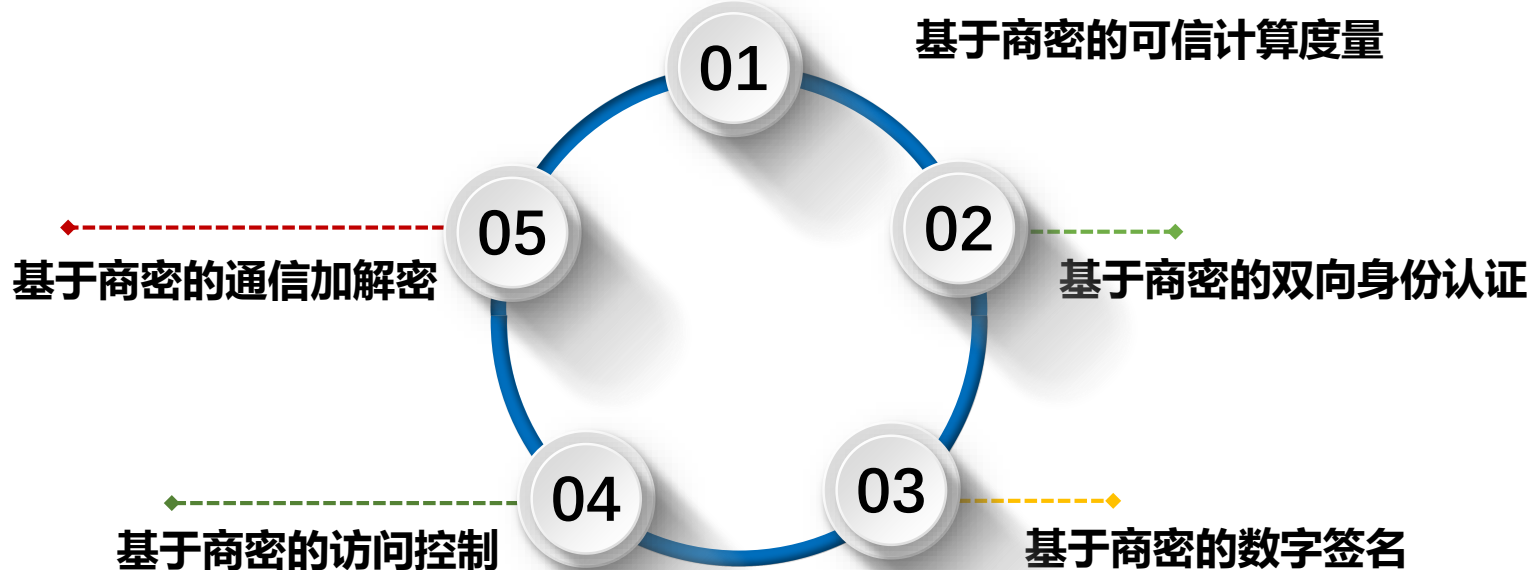 01
基于商密的可信计算度量
02
基于商密的双向身份认证
03
基于商密的数字签名
04
基于商密的访问控制
05
基于商密的通信加解密